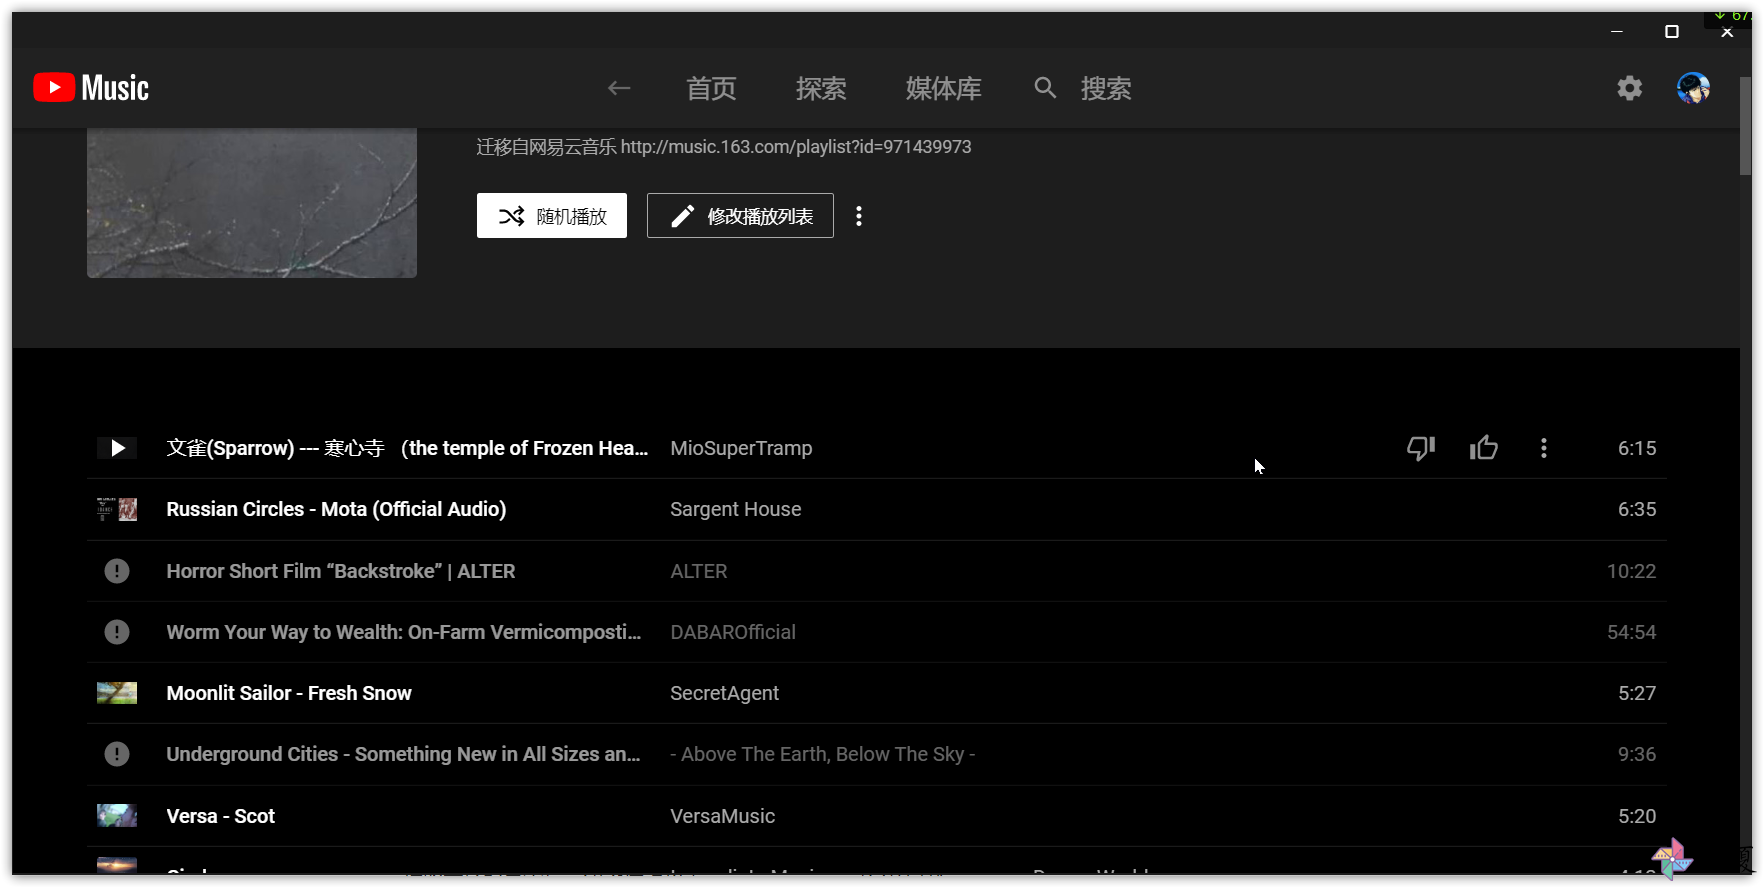 ↓ 67.
Music
首页 探索 媒体库 搜索
迁移自网易云音乐 http://music.163.com/playlist?id=971439973
随机播放 修改播放列表
文雀(Sparrow) --- 寒心寺 （the temple of Frozen Hea... MioSuperTramp 6:15
Russian Circles - Mota (Official Audio) Sargent House 6:35
Horror Short Film “Backstroke” | ALTER ALTER 10:22
Worm Your Way to Wealth: On-Farm Vermicomposti... DABAROfficial 54:54
Moonlit Sailor - Fresh Snow SecretAgent 5:27
Underground Cities - Something New in All Sizes an... - Above The Earth, Below The Sky - 9:36
Versa - Scot VersaMusic 5:20